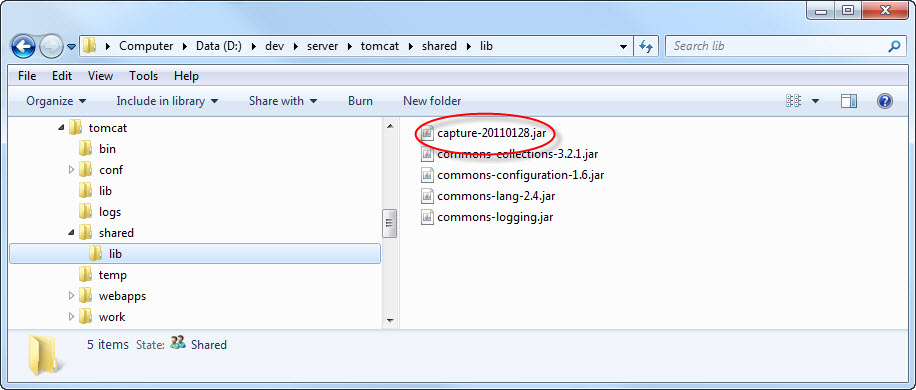 Computer Data (D:) dev server tomcat shared lib Search lib
File Edit View Tools Help
Organize Include in library Share with Burn New folder
tomcat
bin
conf
lib
logs
shared
lib
temp
webapps
work
capture-20110128.jar
commons-collections-3.2.1.jar
commons-configuration-1.6.jar
commons-lang-2.4.jar
commons-logging.jar
5 items State: Shared